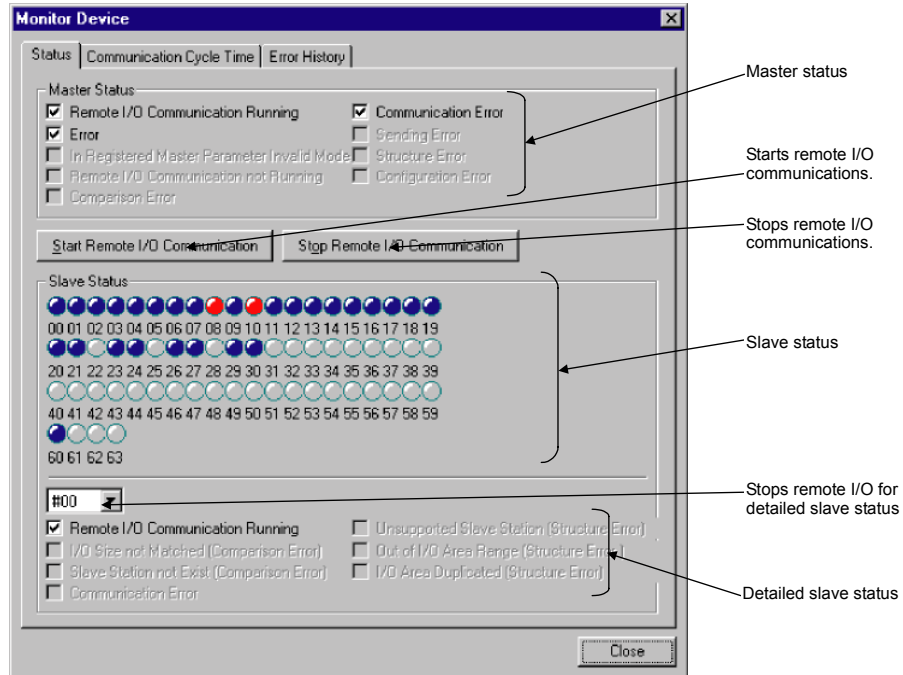 Monitor Device
Status Communication Cycle Time Error History
Master Status
Remote I/O Communication Running Communication Error
Error Sending Error
In Registered Master Parameter Invalid Mode Structure Error
Remote I/O Communication not Running Configuration Error
Comparison Error
Master status
Start Remote I/O Communication Stop Remote I/O Communication
Starts remote I/O
communications.
Stops remote I/O
communications.
Slave Status
00 01 02 03 04 05 06 07 08 09 10 11 12 13 14 15 16 17 18 19
20 21 22 23 24 25 26 27 28 29 30 31 32 33 34 35 36 37 38 39
40 41 42 43 44 45 46 47 48 49 50 51 52 53 54 55 56 57 58 59
60 61 62 63
Slave status
#00
Stops remote I/O for
detailed slave status
Remote I/O Communication Running Unsupported Slave Station (Structure Error)
I/O Size not Matched (Comparison Error) Out of I/O Area Range (Structure Error)
Slave Station not Exist (Comparison Error) I/O Area Duplicated (Structure Error)
Communication Error
Detailed slave status
Close